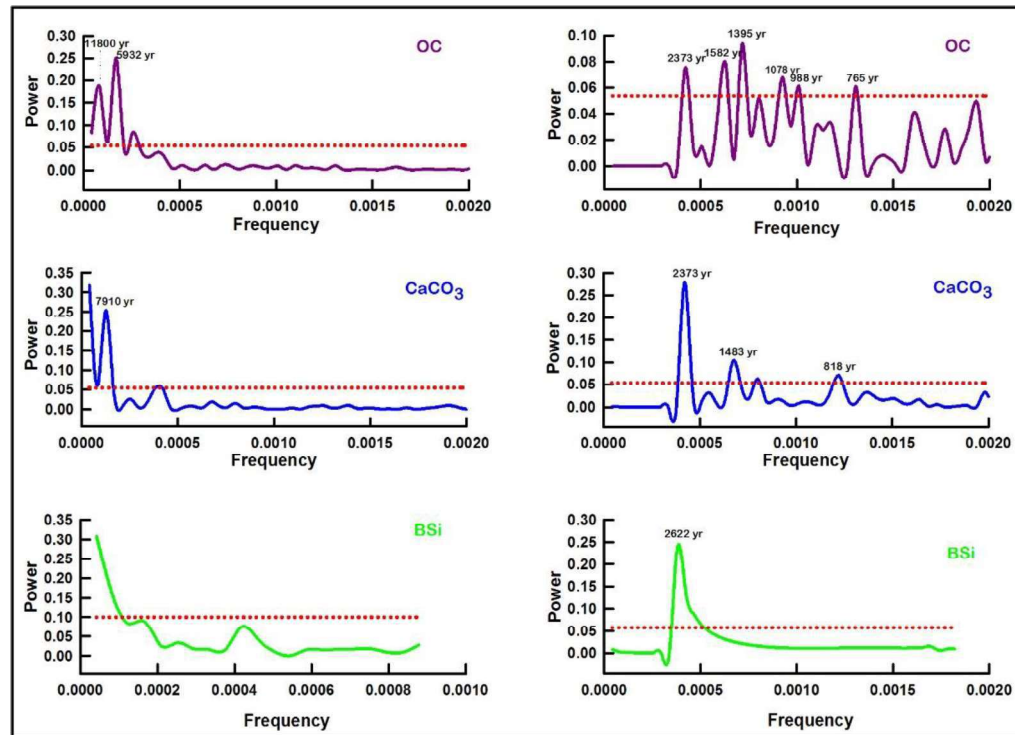 OC
11800 yr
5932 yr
0.30
0.25
0.20
0.15
0.10
0.05
0.00
Power
0.0000 0.0005 0.0010 0.0015 0.0020
Frequency
OC
2373 yr
1582 yr
1395 yr
1078 yr
988 yr
765 yr
0.10
0.08
0.06
0.04
0.02
0.00
Power
0.0000 0.0005 0.0010 0.0015 0.0020
Frequency
CaCO₃
7910 yr
0.35
0.30
0.25
0.20
0.15
0.10
0.05
0.00
Power
0.0000 0.0005 0.0010 0.0015 0.0020
Frequency
CaCO₃
2373 yr
1483 yr
818 yr
0.35
0.30
0.25
0.20
0.15
0.10
0.05
0.00
Power
0.0000 0.0005 0.0010 0.0015 0.0020
Frequency
BSi
0.35
0.30
0.25
0.20
0.15
0.10
0.05
0.00
Power
0.0000 0.0002 0.0004 0.0006 0.0008 0.0010
Frequency
BSi
2622 yr
0.30
0.25
0.20
0.15
0.10
0.05
0.00
Power
0.0000 0.0005 0.0010 0.0015 0.0020
Frequency